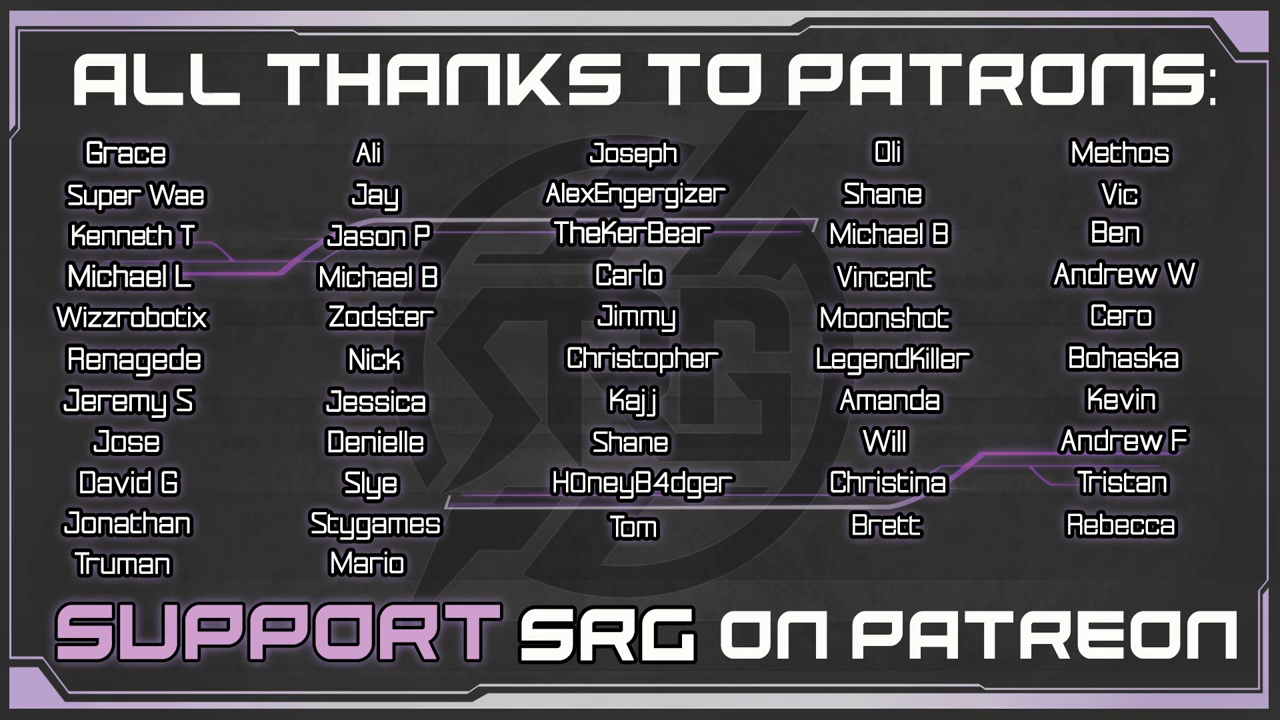 ALL THANKS TO PATRONS:
Grace Ali Joseph Oli Methos
Super Wae Jay AlexEngergizer Shane Vic
Kenneth T Jason P TheKerBear Michael B Ben
Michael L Michael B Carlo Vincent Andrew W
Wizzrobotix Zodster Jimmy Moonshot Cero
Renagede Nick Christopher LegendKiller Bohaska
Jeremy S Jessica Kajj Amanda Kevin
Jose Denielle Shane Will Andrew F
David G Slye H0neyB4dger Christina Tristan
Jonathan Stygames Tom Brett Rebecca
Truman Mario
SUPPORT SRG ON PATREON